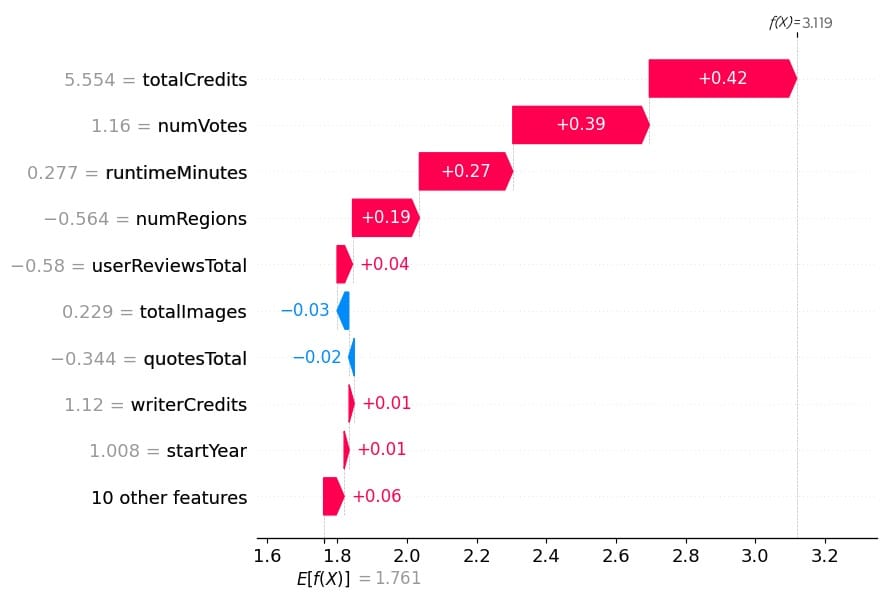 f(X)=3.119
5.554 = totalCredits +0.42
1.16 = numVotes +0.39
0.277 = runtimeMinutes +0.27
−0.564 = numRegions +0.19
−0.58 = userReviewsTotal +0.04
0.229 = totalImages −0.03
−0.344 = quotesTotal −0.02
1.12 = writerCredits +0.01
1.008 = startYear +0.01
10 other features +0.06
1.6 1.8 2.0 2.2 2.4 2.6 2.8 3.0 3.2
E[f(X)] = 1.761